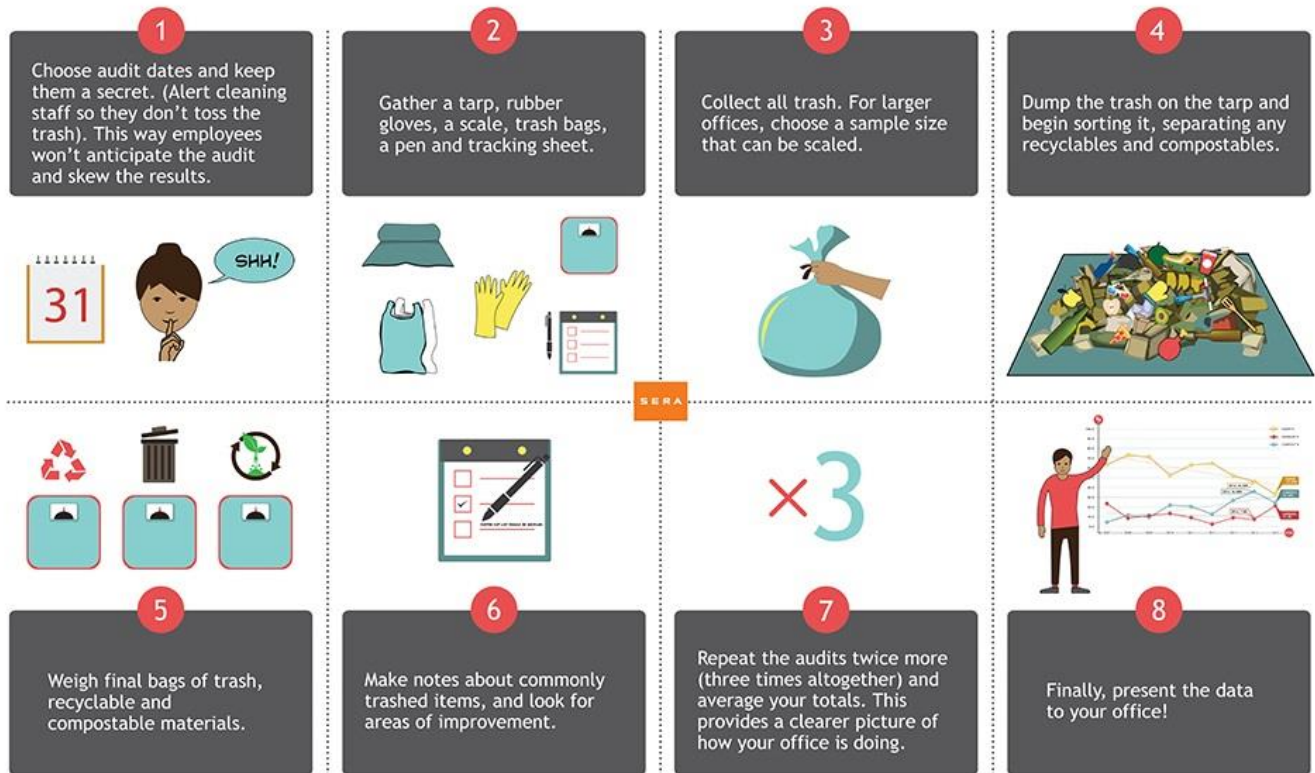 1
Choose audit dates and keep
them a secret. (Alert cleaning
staff so they don't toss the
trash). This way employees
won't anticipate the audit
and skew the results.
2
Gather a tarp, rubber
gloves, a scale, trash bags,
a pen and tracking sheet.
3
Collect all trash. For larger
offices, choose a sample size
that can be scaled.
4
Dump the trash on the tarp and
begin sorting it, separating any
recyclables and compostables.
31
SHH!
SERA
×3
5
Weigh final bags of trash,
recyclable and
compostable materials.
6
Make notes about commonly
trashed items, and look for
areas of improvement.
7
Repeat the audits twice more
(three times altogether) and
average your totals. This
provides a clearer picture of
how your office is doing.
8
Finally, present the data
to your office!